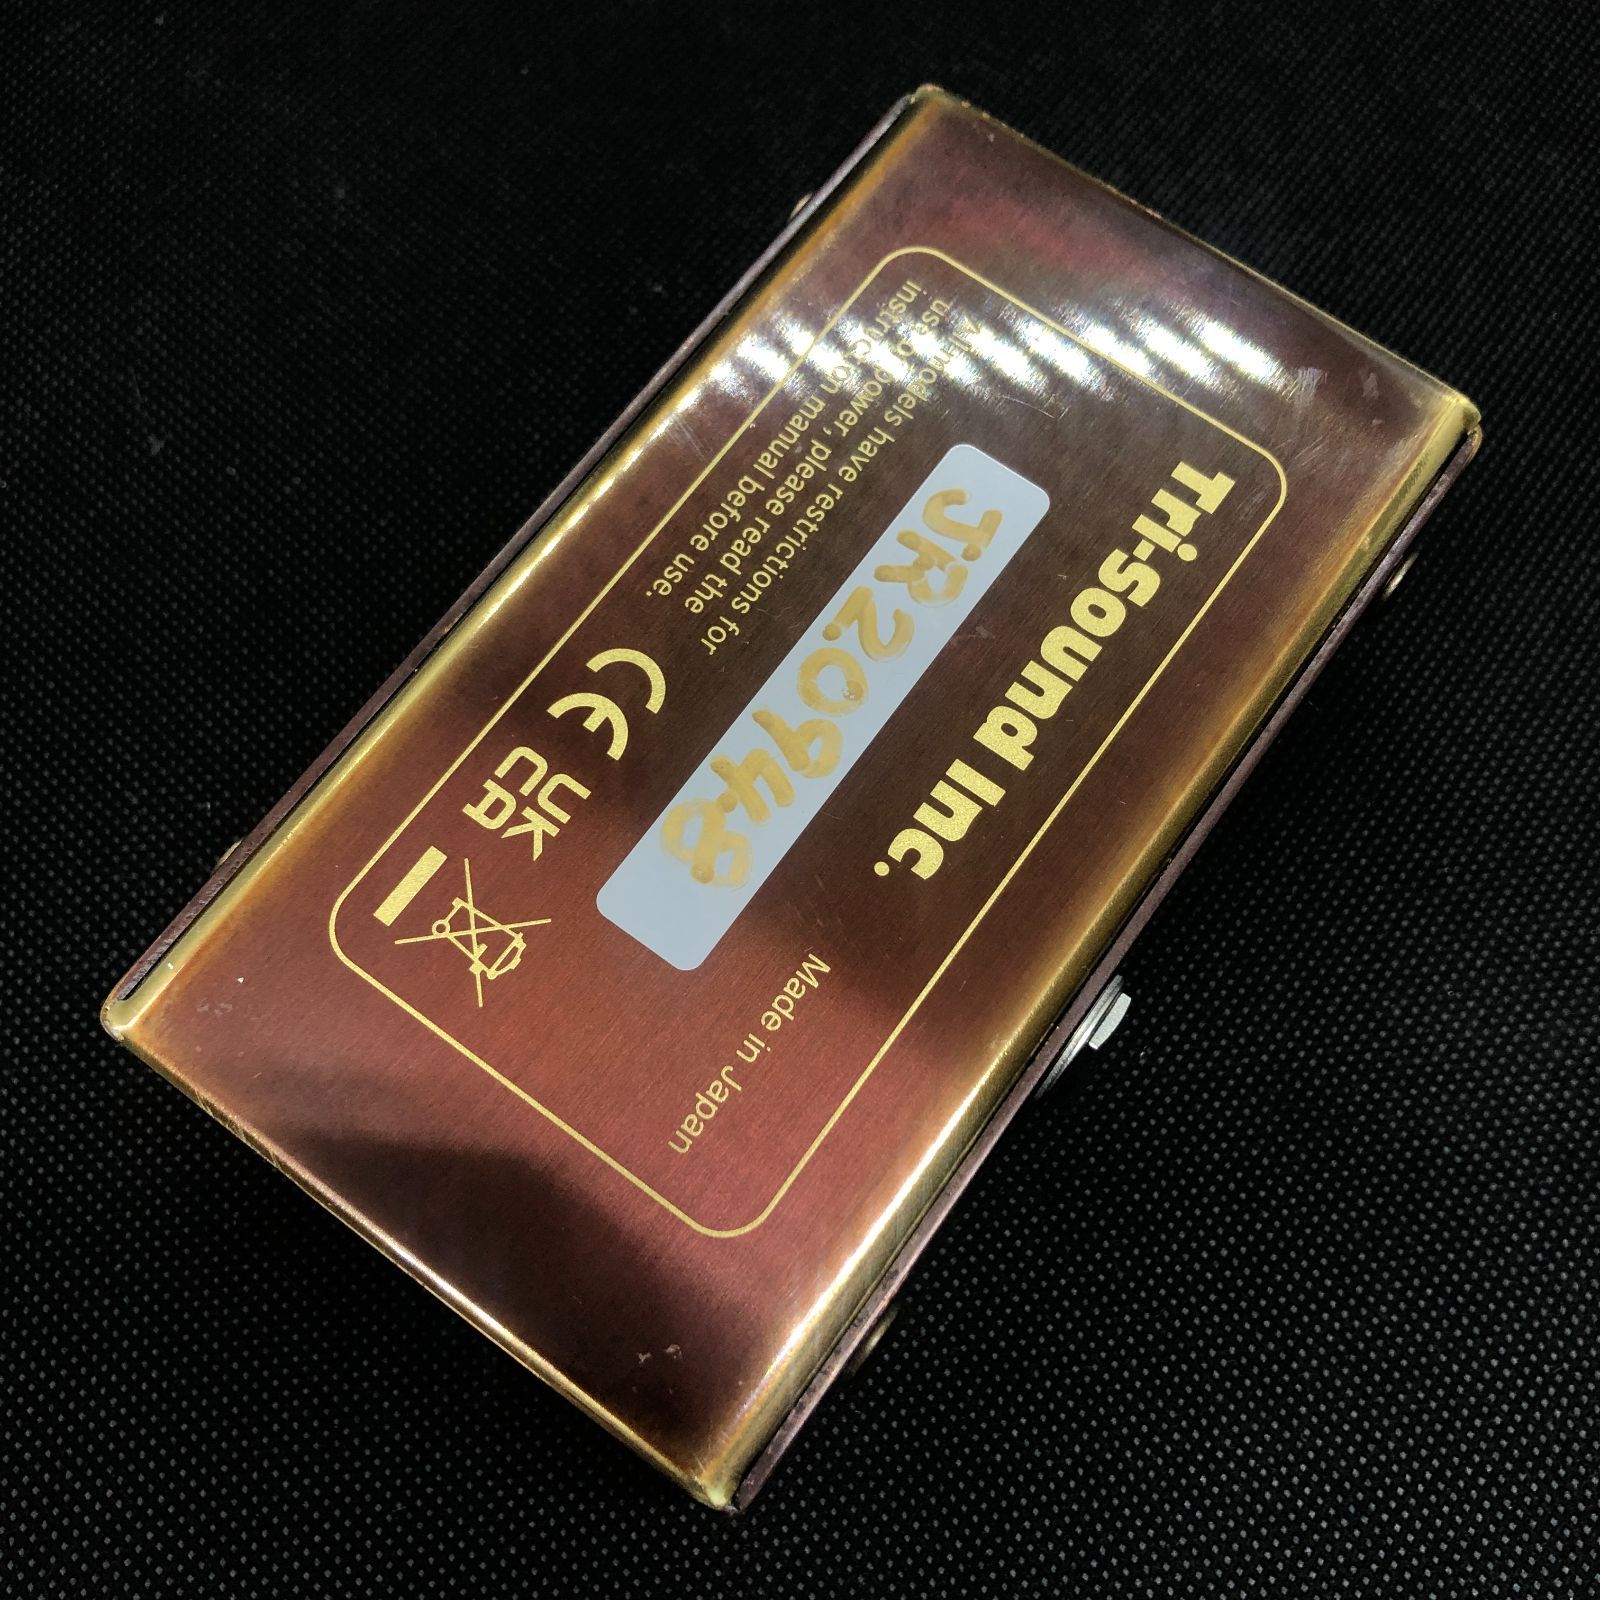 Tri-sound Inc.
JR20948
Made in Japan
All models have restrictions for
use of power, please read the
instruction manual before use.
CE
UK
CA